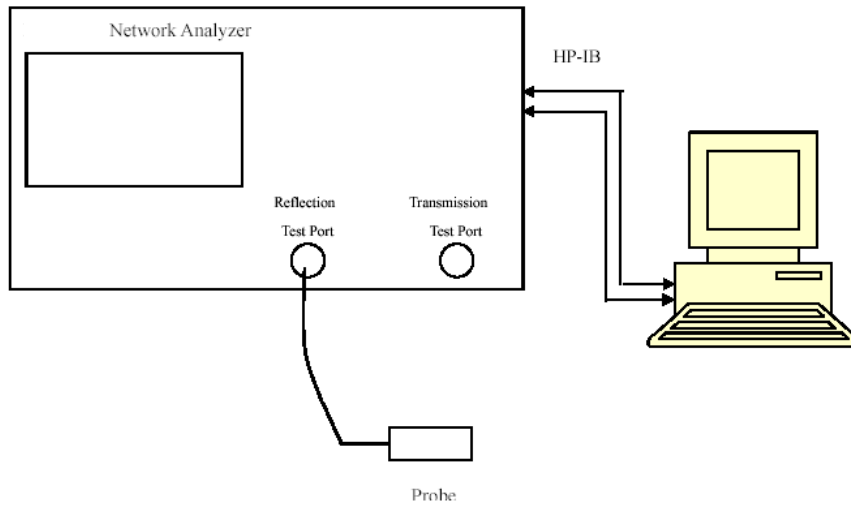 Network Analyzer
HP-IB
Reflection
Test Port
Transmission
Test Port
Probe